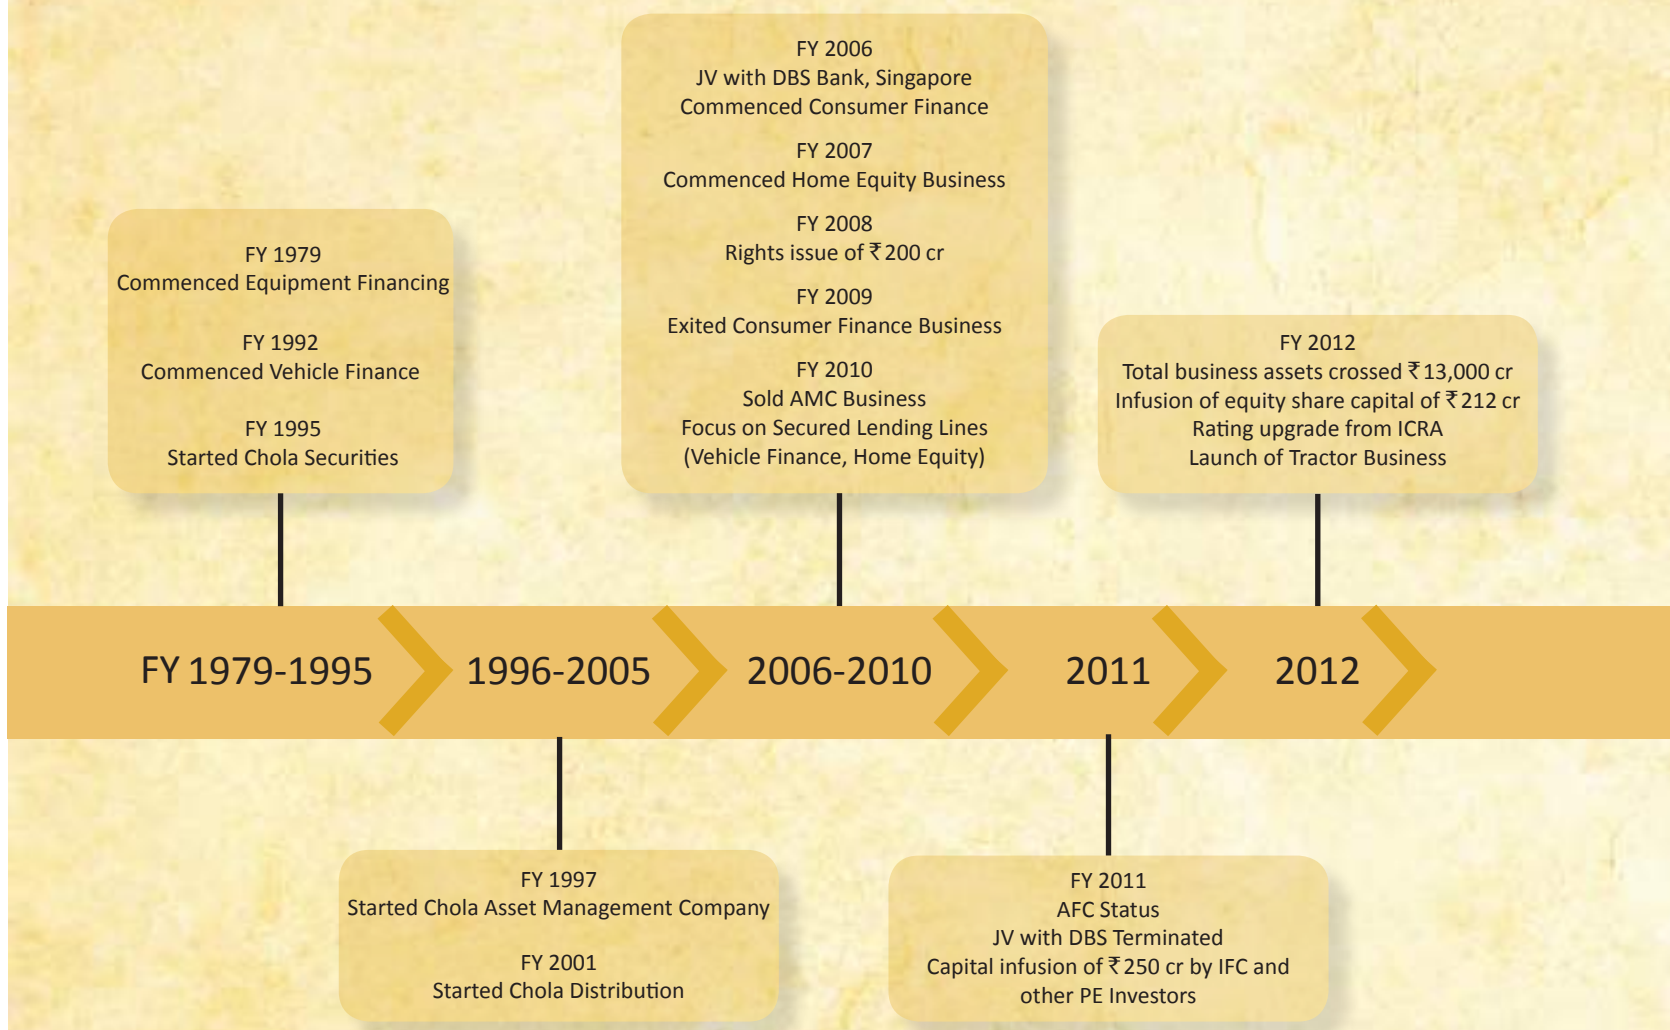 FY 1979
Commenced Equipment Financing
FY 1992
Commenced Vehicle Finance
FY 1995
Started Chola Securities
FY 2006
JV with DBS Bank, Singapore
Commenced Consumer Finance
FY 2007
Commenced Home Equity Business
FY 2008
Rights issue of ₹ 200 cr
FY 2009
Exited Consumer Finance Business
FY 2010
Sold AMC Business
Focus on Secured Lending Lines
(Vehicle Finance, Home Equity)
FY 2012
Total business assets crossed ₹ 13,000 cr
Infusion of equity share capital of ₹ 212 cr
Rating upgrade from ICRA
Launch of Tractor Business
FY 1979-1995
1996-2005
2006-2010
2011
2012
FY 1997
Started Chola Asset Management Company
FY 2001
Started Chola Distribution
FY 2011
AFC Status
JV with DBS Terminated
Capital infusion of ₹ 250 cr by IFC and
other PE Investors